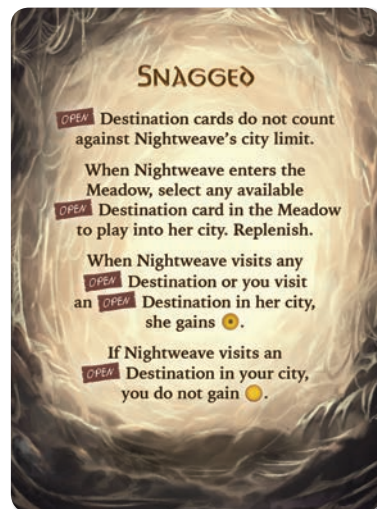 SNAGGED
OPEN Destination cards do not count
against Nightweave's city limit.
When Nightweave enters the
Meadow, select any available
OPEN Destination card in the Meadow
to play into her city. Replenish.
When Nightweave visits any
OPEN Destination or you visit
an OPEN Destination in her city,
she gains .
If Nightweave visits an
OPEN Destination in your city,
you do not gain .